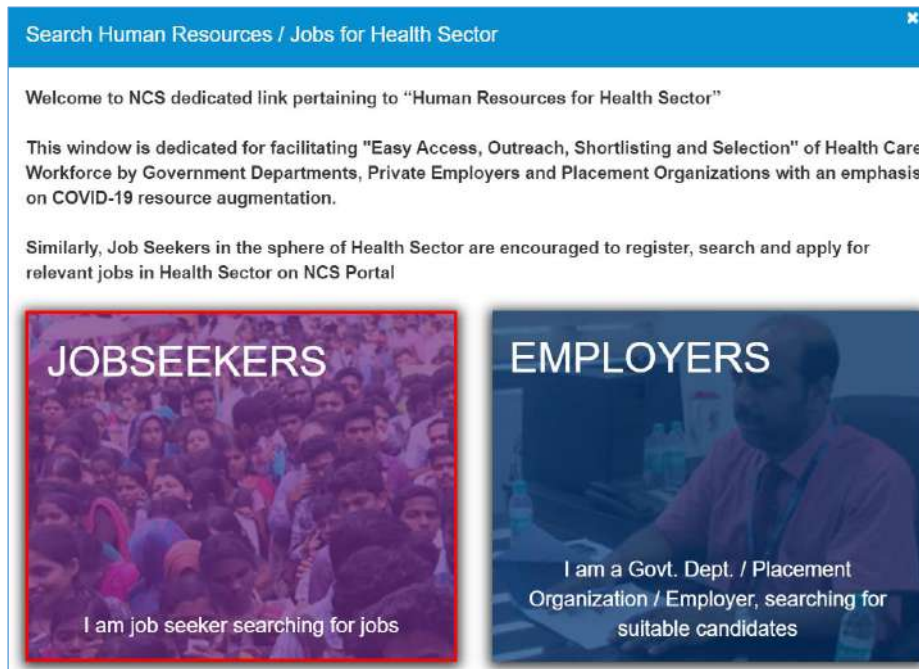 Search Human Resources / Jobs for Health Sector
Welcome to NCS dedicated link pertaining to “Human Resources for Health Sector”
This window is dedicated for facilitating "Easy Access, Outreach, Shortlisting and Selection" of Health Care
Workforce by Government Departments, Private Employers and Placement Organizations with an emphasis
on COVID-19 resource augmentation.
Similarly, Job Seekers in the sphere of Health Sector are encouraged to register, search and apply for
relevant jobs in Health Sector on NCS Portal
JOBSEEKERS
I am job seeker searching for jobs
EMPLOYERS
I am a Govt. Dept. / Placement
Organization / Employer, searching for
suitable candidates